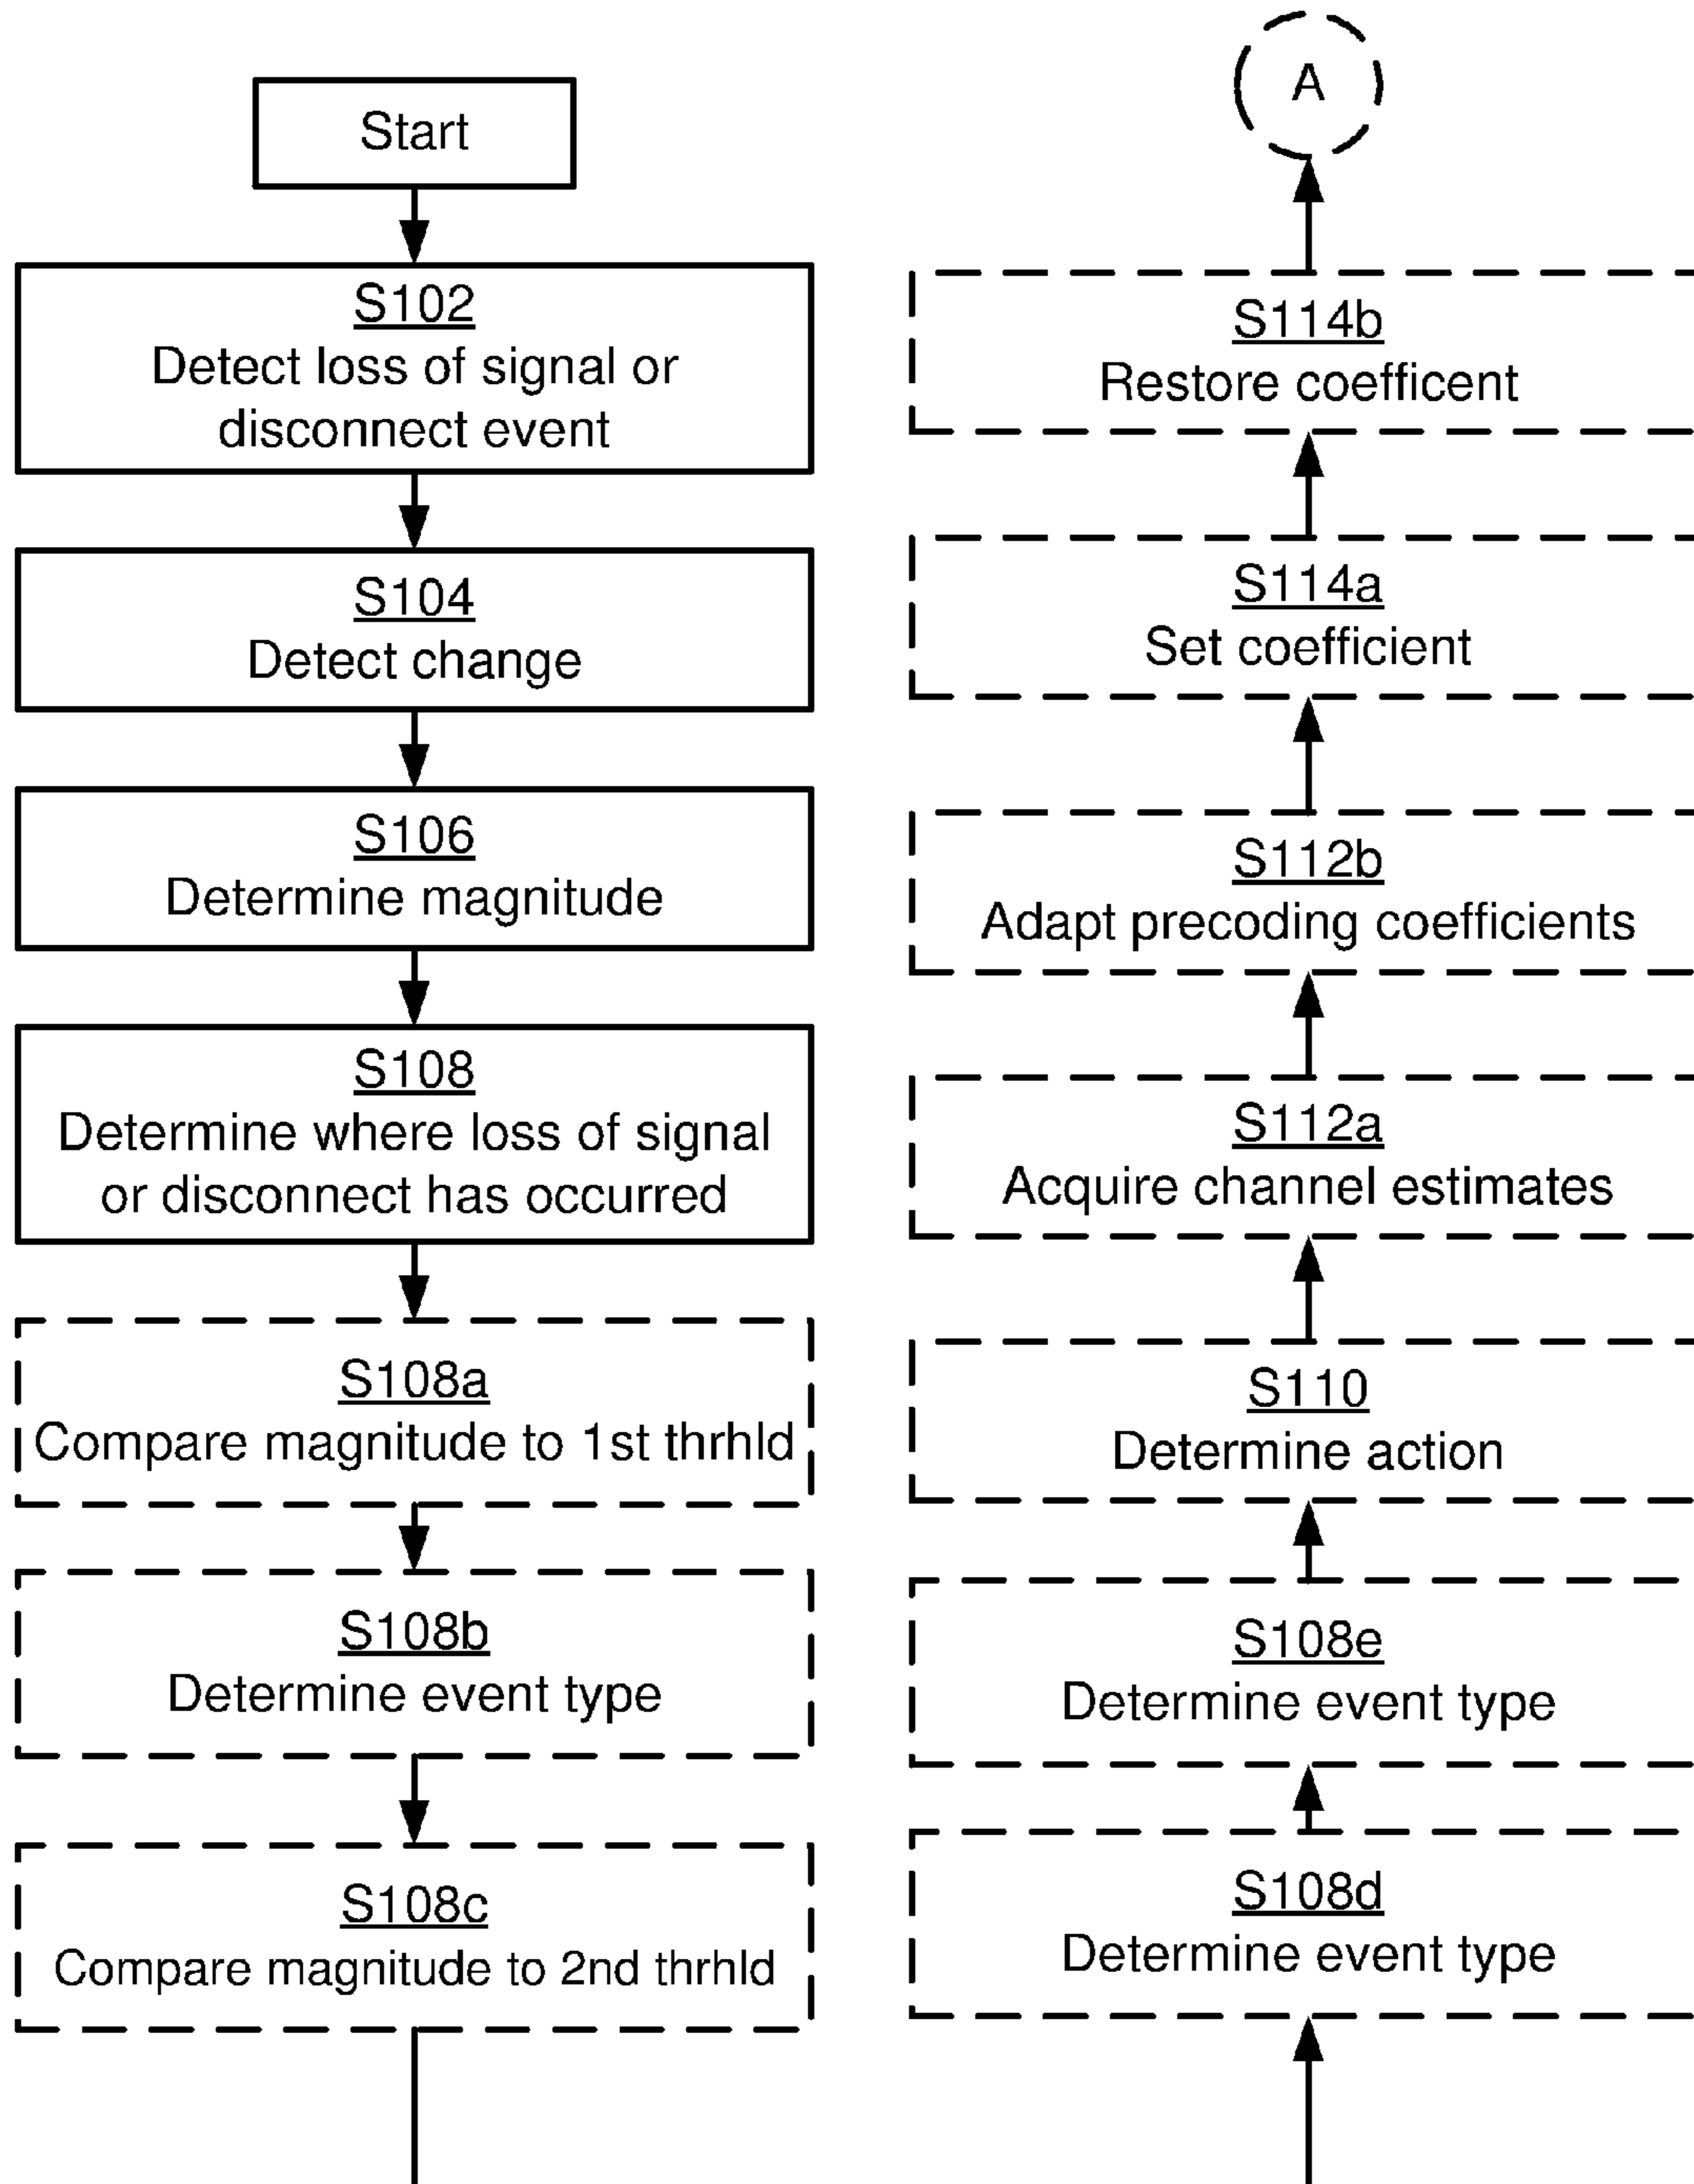 Start
S102
Detect loss of signal or
disconnect event
S104
Detect change
S106
Determine magnitude
S108
Determine where loss of signal
or disconnect has occurred
S108a
Compare magnitude to 1st thrhld
S108b
Determine event type
S108c
Compare magnitude to 2nd thrhld
A
S114b
Restore coefficent
S114a
Set coefficient
S112b
Adapt precoding coefficients
S112a
Acquire channel estimates
S110
Determine action
S108e
Determine event type
S108d
Determine event type